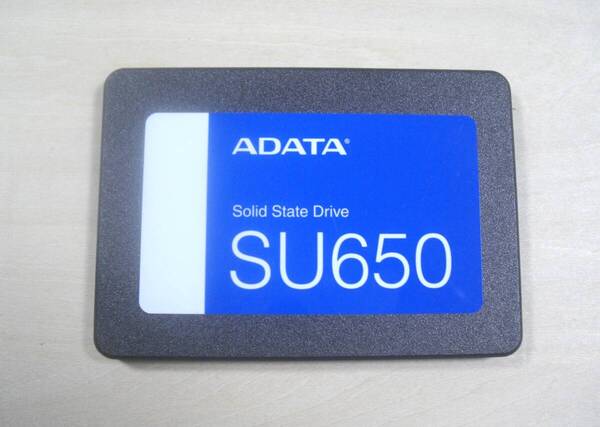 ADATA®
Solid State Drive
SU650